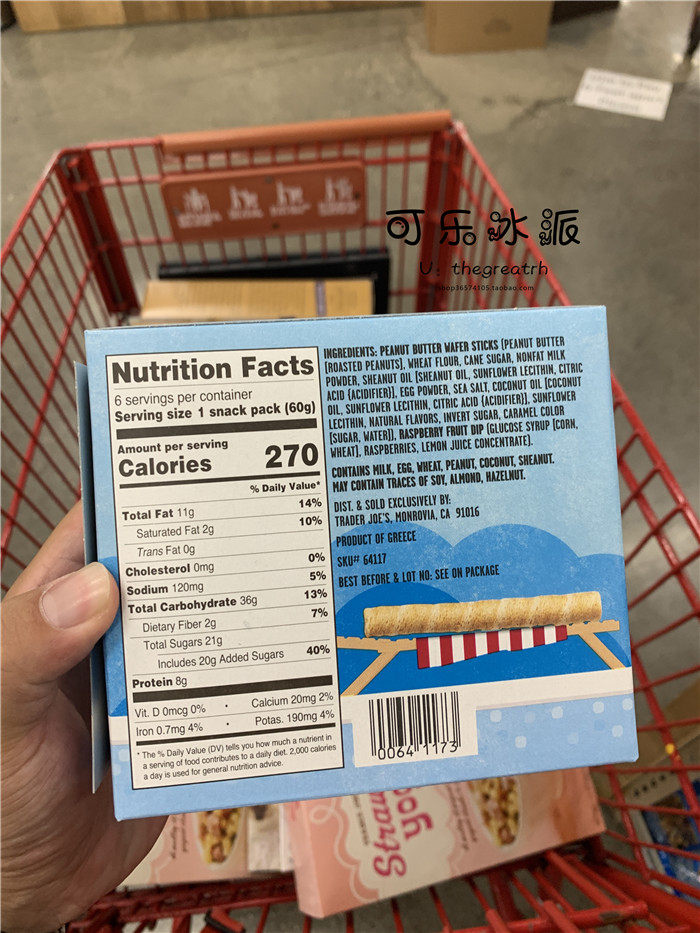 可乐冰派
U: thegreatrh
shop36574105.taobao.com
Nutrition Facts
6 servings per container
Serving size 1 snack pack (60g)
Amount per serving
Calories 270
% Daily Value*
Total Fat 11g 14%
Saturated Fat 2g 10%
Trans Fat 0g
Cholesterol 0mg 0%
Sodium 120mg 5%
Total Carbohydrate 36g 13%
Dietary Fiber 2g 7%
Total Sugars 21g
Includes 20g Added Sugars 40%
Protein 8g
Vit. D 0mcg 0% • Calcium 20mg 2%
Iron 0.7mg 4% • Potas. 190mg 4%
* The % Daily Value (DV) tells you how much a nutrient in
a serving of food contributes to a daily diet. 2,000 calories
a day is used for general nutrition advice.
INGREDIENTS: PEANUT BUTTER WAFER STICKS (PEANUT BUTTER
[ROASTED PEANUTS], WHEAT FLOUR, CANE SUGAR, NONFAT MILK
POWDER, SHEANUT OIL [SHEANUT OIL, SUNFLOWER LECITHIN, CITRIC
ACID {ACIDIFIER}], EGG POWDER, SEA SALT, COCONUT OIL [COCONUT
OIL, SUNFLOWER LECITHIN, CITRIC ACID {ACIDIFIER}], SUNFLOWER
LECITHIN, NATURAL FLAVORS, INVERT SUGAR, CARAMEL COLOR
[SUGAR, WATER]), RASPBERRY FRUIT DIP (GLUCOSE SYRUP [CORN,
WHEAT], RASPBERRIES, LEMON JUICE CONCENTRATE).
CONTAINS MILK, EGG, WHEAT, PEANUT, COCONUT, SHEANUT.
MAY CONTAIN TRACES OF SOY, ALMOND, HAZELNUT.
DIST. & SOLD EXCLUSIVELY BY:
TRADER JOE'S, MONROVIA, CA 91016
PRODUCT OF GREECE
SKU# 64117
BEST BEFORE & LOT NO: SEE ON PACKAGE
0064 1173